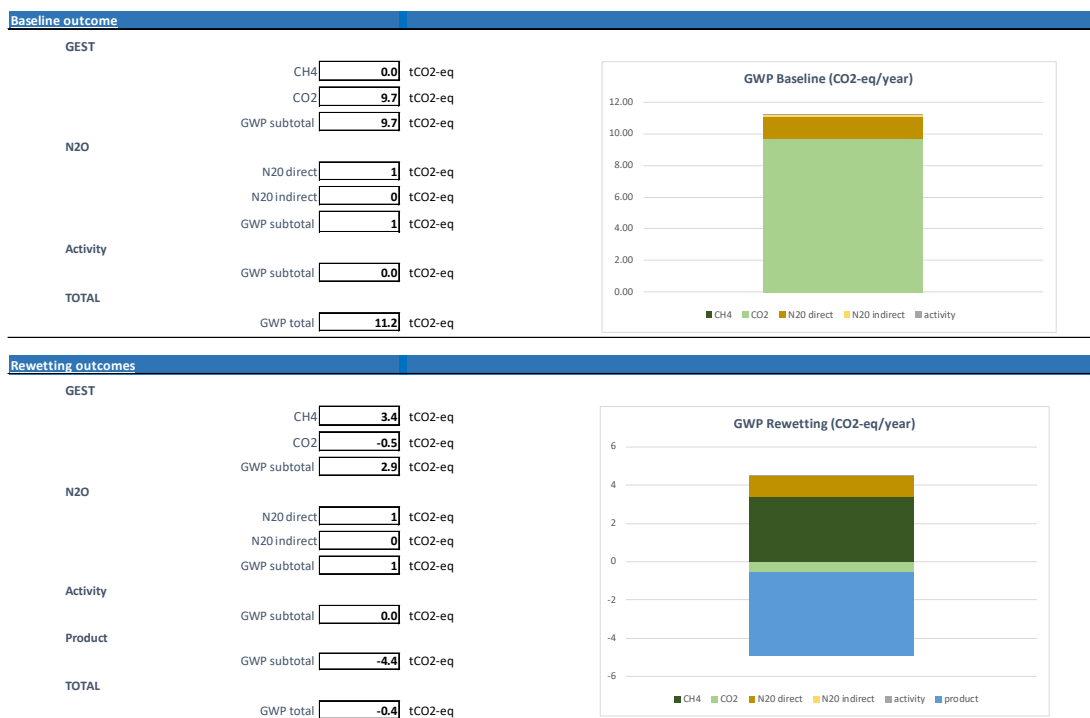 Baseline outcome
GEST
CH4 0.0 tCO2-eq
CO2 9.7 tCO2-eq
GWP subtotal 9.7 tCO2-eq
N2O
N20 direct 1 tCO2-eq
N20 indirect 0 tCO2-eq
GWP subtotal 1 tCO2-eq
Activity
GWP subtotal 0.0 tCO2-eq
TOTAL
GWP total 11.2 tCO2-eq
GWP Baseline (CO2-eq/year)
12.00
10.00
8.00
6.00
4.00
2.00
0.00
CH4 CO2 N20 direct N20 indirect activity
Rewetting outcomes
GEST
CH4 3.4 tCO2-eq
CO2 -0.5 tCO2-eq
GWP subtotal 2.9 tCO2-eq
N2O
N20 direct 1 tCO2-eq
N20 indirect 0 tCO2-eq
GWP subtotal 1 tCO2-eq
Activity
GWP subtotal 0.0 tCO2-eq
Product
GWP subtotal -4.4 tCO2-eq
TOTAL
GWP total -0.4 tCO2-eq
GWP Rewetting (CO2-eq/year)
6
4
2
0
-2
-4
-6
CH4 CO2 N20 direct N20 indirect activity product